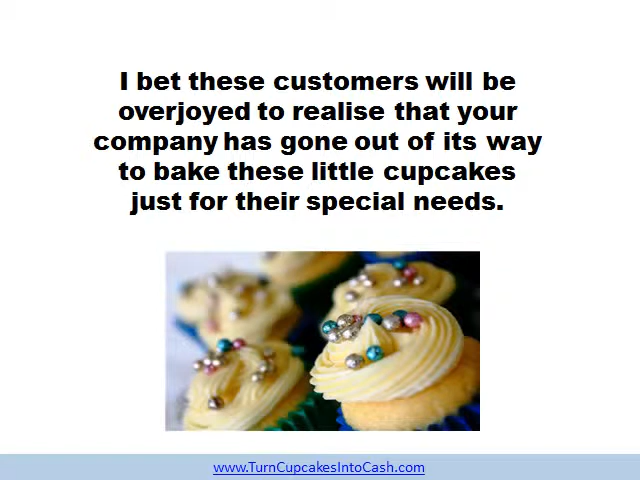 I bet these customers will be
overjoyed to realise that your
company has gone out of its way
to bake these little cupcakes
just for their special needs.
www.TurnCupcakesIntoCash.com